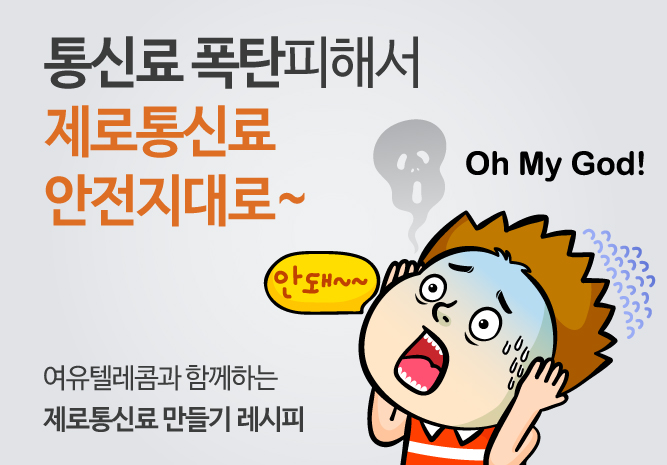 통신료 폭탄피해서
제로통신료
안전지대로~
Oh My God!
안돼~~
여유텔레콤과 함께하는
제로통신료 만들기 레시피